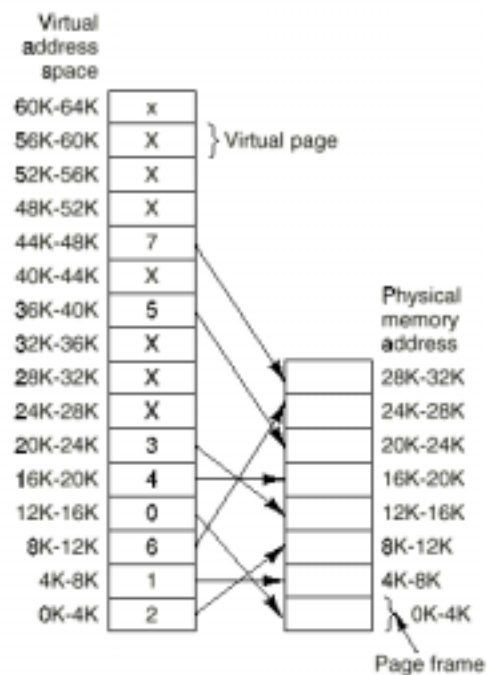 Virtual
address
space
60K-64K x
56K-60K X } Virtual page
52K-56K X
48K-52K X
44K-48K 7
40K-44K X
36K-40K 5
32K-36K X
28K-32K X
24K-28K X
20K-24K 3
16K-20K 4
12K-16K 0
8K-12K 6
4K-8K 1
0K-4K 2
Physical
memory
address
28K-32K
24K-28K
20K-24K
16K-20K
12K-16K
8K-12K
4K-8K
} 0K-4K
Page frame